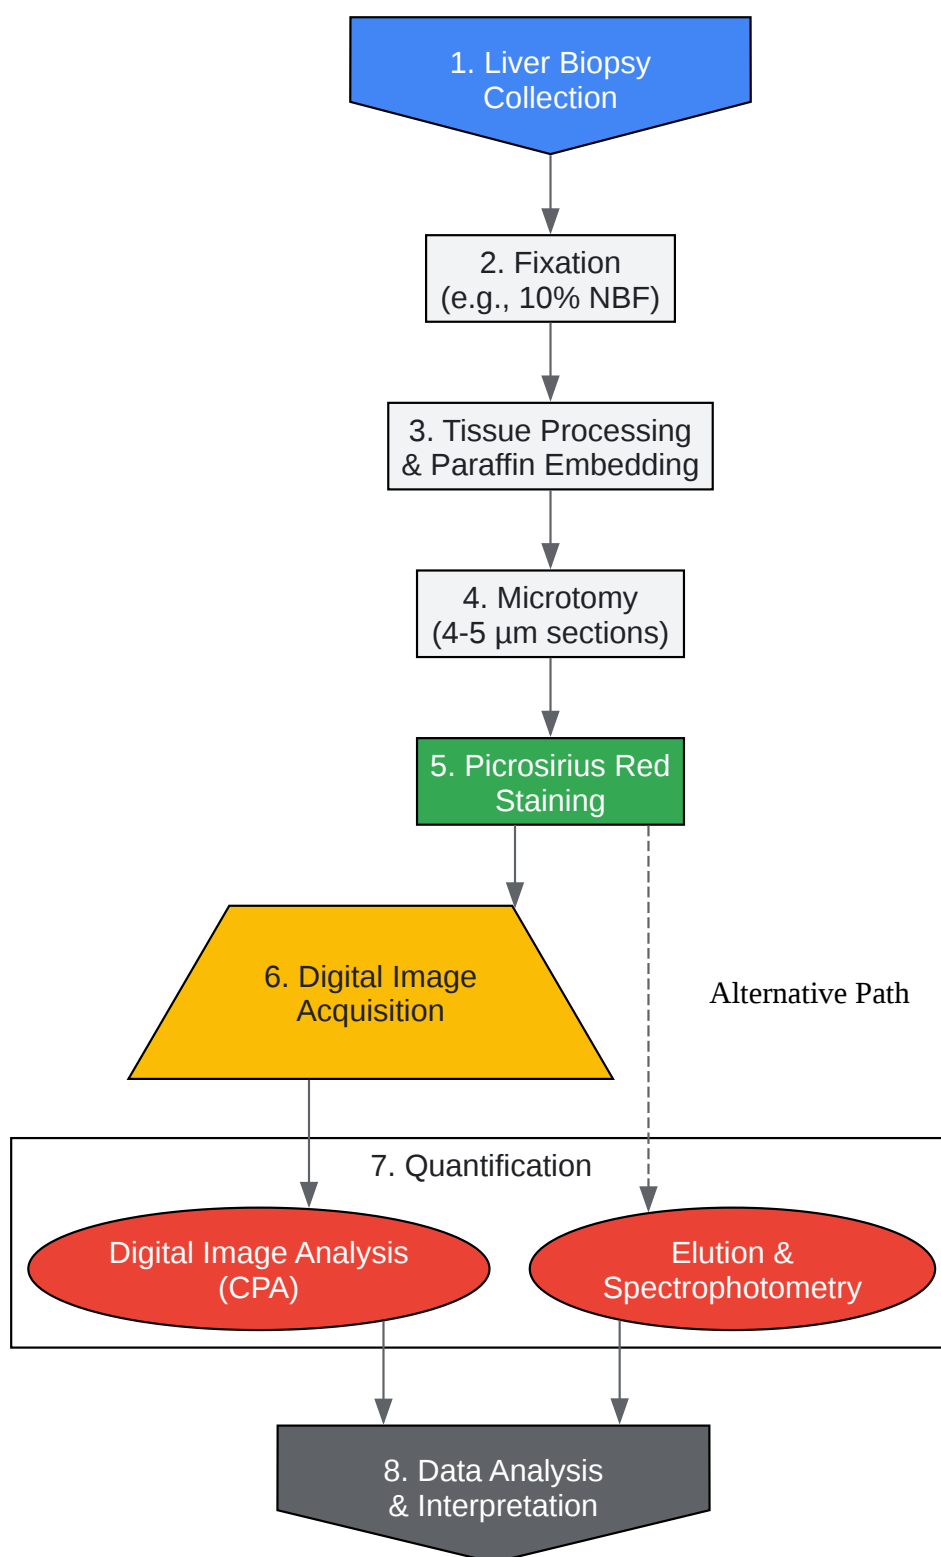 1. Liver Biopsy
Collection
2. Fixation
(e.g., 10% NBF)
3. Tissue Processing
& Paraffin Embedding
4. Microtomy
(4-5 µm sections)
5. Picrosirius Red
Staining
6. Digital Image
Acquisition
Alternative Path
7. Quantification
Digital Image Analysis
(CPA)
Elution &
Spectrophotometry
8. Data Analysis
& Interpretation